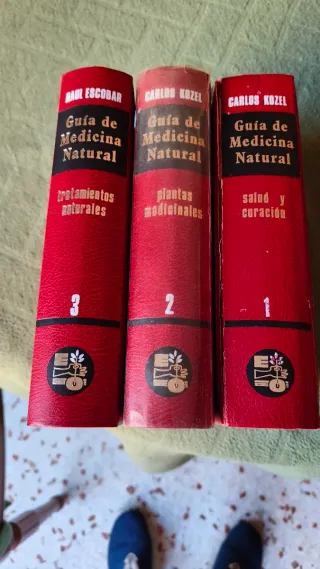 RAUL ESCOBAR
Guía de
Medicina
Natural
tratamientos
naturales
3
CARLOS KOZEL
Guía de
Medicina
Natural
plantas
medicinales
2
CARLOS KOZEL
Guía de
Medicina
Natural
salud y
curación
1